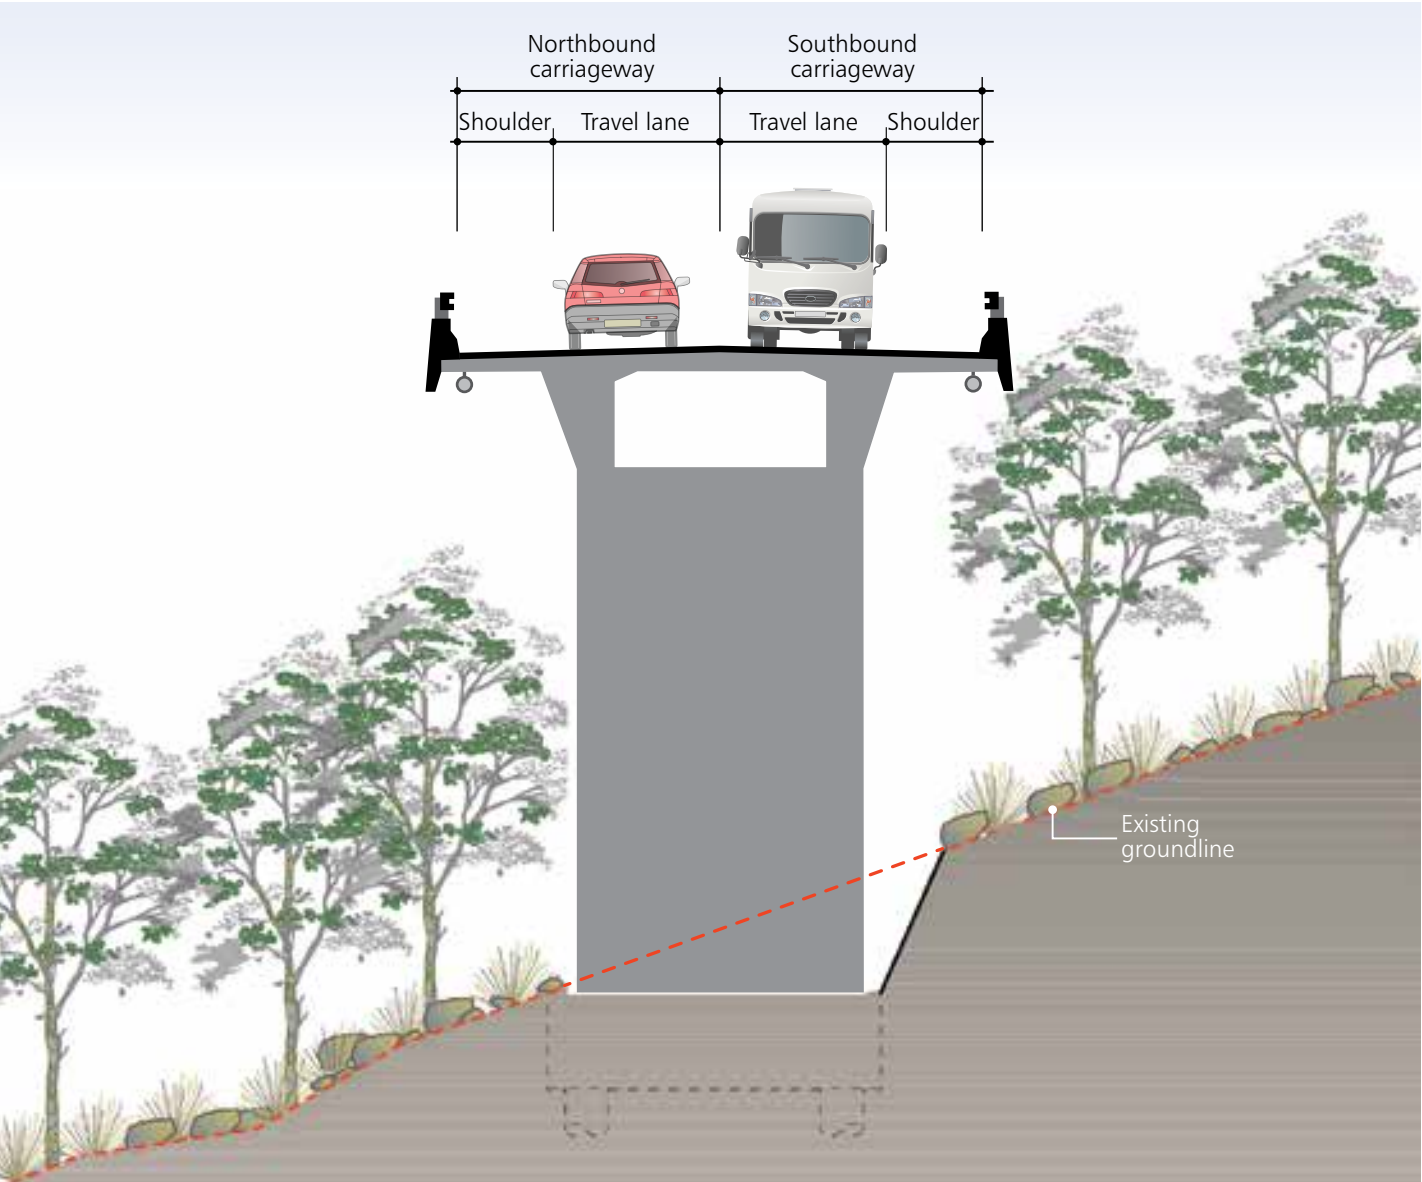 Northbound
carriageway
Southbound
carriageway
Shoulder
Travel lane
Travel lane
Shoulder
Existing
groundline